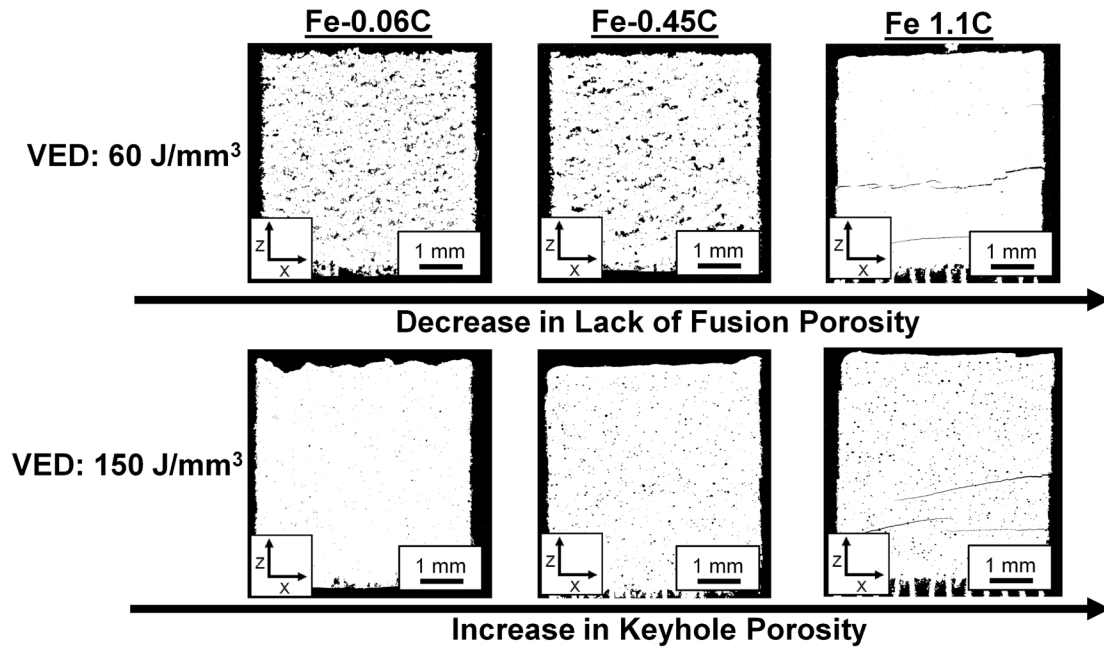 Fe-0.06C Fe-0.45C Fe 1.1C
VED: 60 J/mm³
z x 1 mm z x 1 mm z x 1 mm
Decrease in Lack of Fusion Porosity
VED: 150 J/mm³
z x 1 mm z x 1 mm z x 1 mm
Increase in Keyhole Porosity